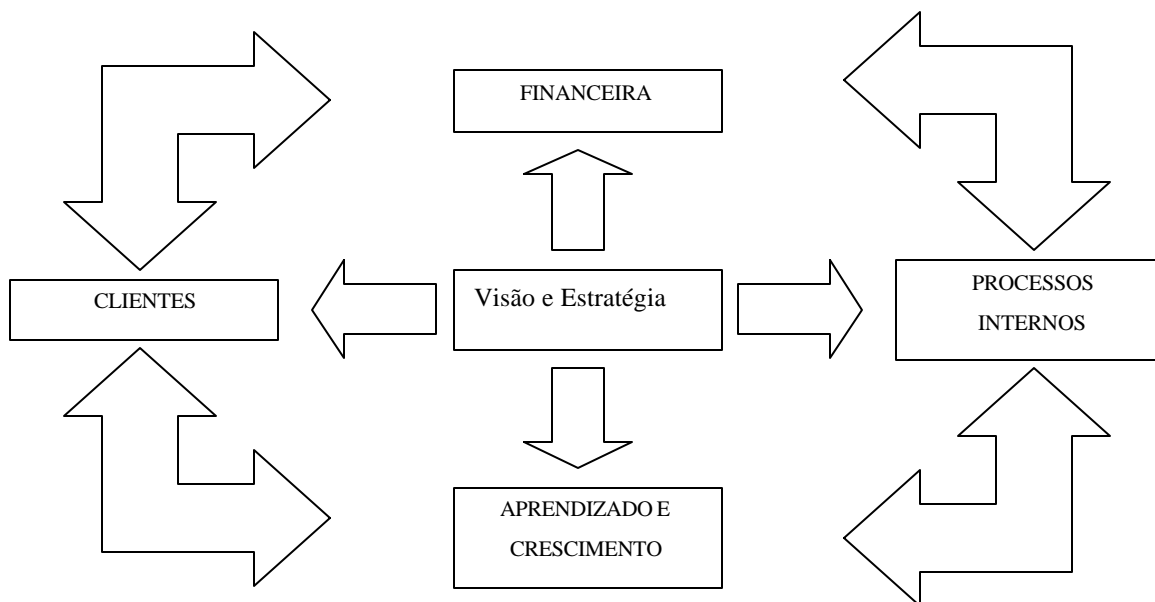 FINANCEIRA
CLIENTES
Visão e Estratégia
PROCESSOS
INTERNOS
APRENDIZADO E
CRESCIMENTO